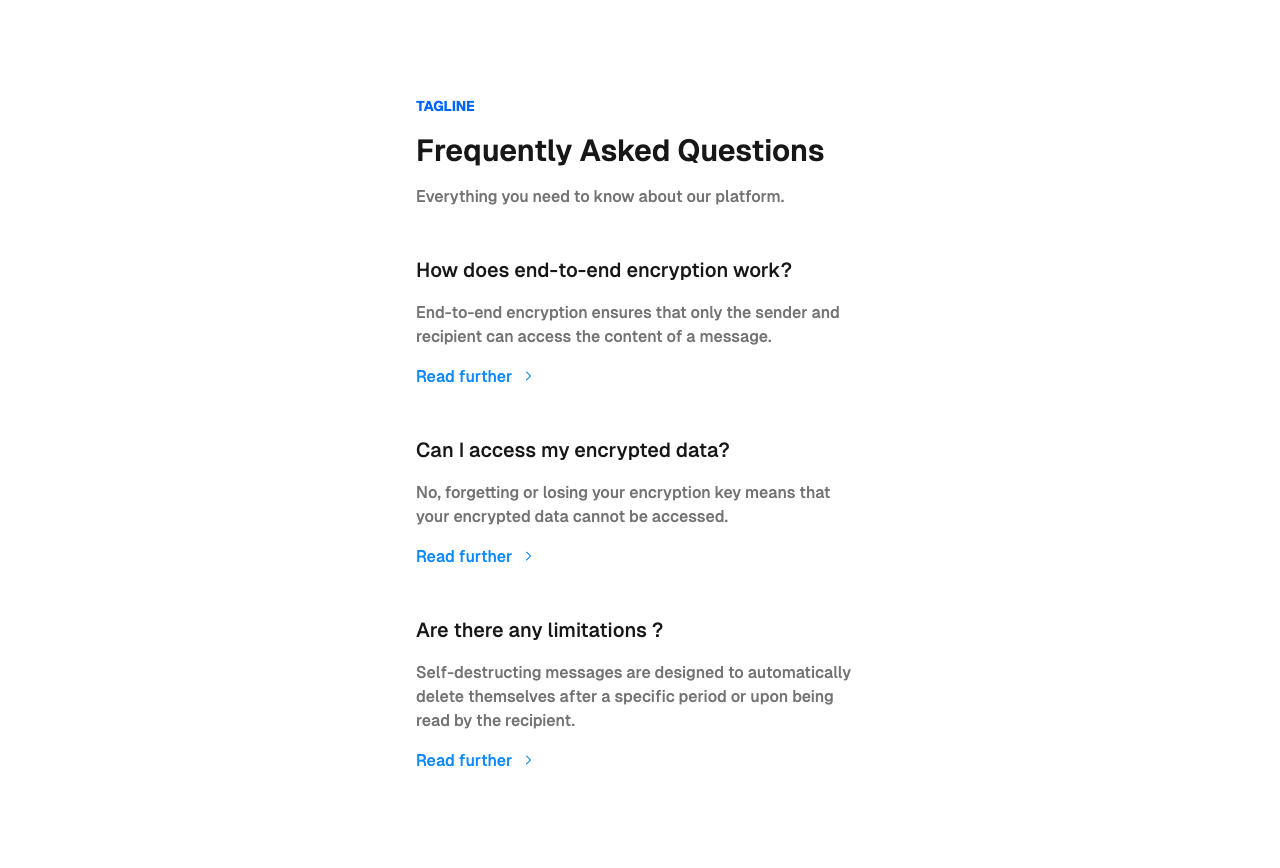 TAGLINE
Frequently Asked Questions
Everything you need to know about our platform.
How does end-to-end encryption work?
End-to-end encryption ensures that only the sender and
recipient can access the content of a message.
Read further
Can I access my encrypted data?
No, forgetting or losing your encryption key means that
your encrypted data cannot be accessed.
Read further
Are there any limitations ?
Self-destructing messages are designed to automatically
delete themselves after a specific period or upon being
read by the recipient.
Read further